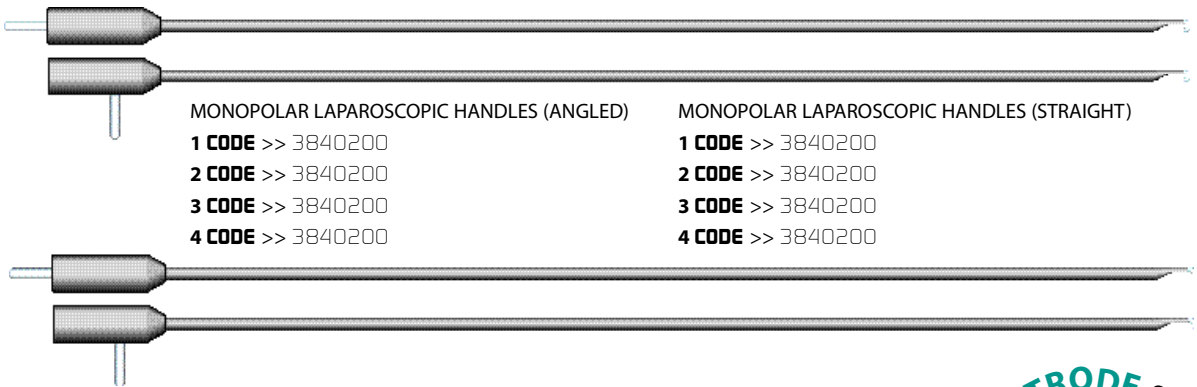 MONOPOLAR LAPAROSCOPIC HANDLES (ANGLED)
1 CODE >> 3840200
2 CODE >> 3840200
3 CODE >> 3840200
4 CODE >> 3840200
MONOPOLAR LAPAROSCOPIC HANDLES (STRAIGHT)
1 CODE >> 3840200
2 CODE >> 3840200
3 CODE >> 3840200
4 CODE >> 3840200